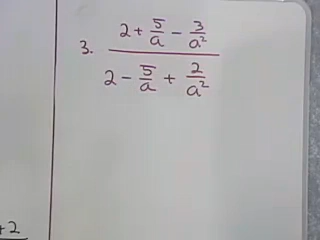 3. (2 + 5/a - 3/a²) / (2 - 5/a + 2/a²)
+2